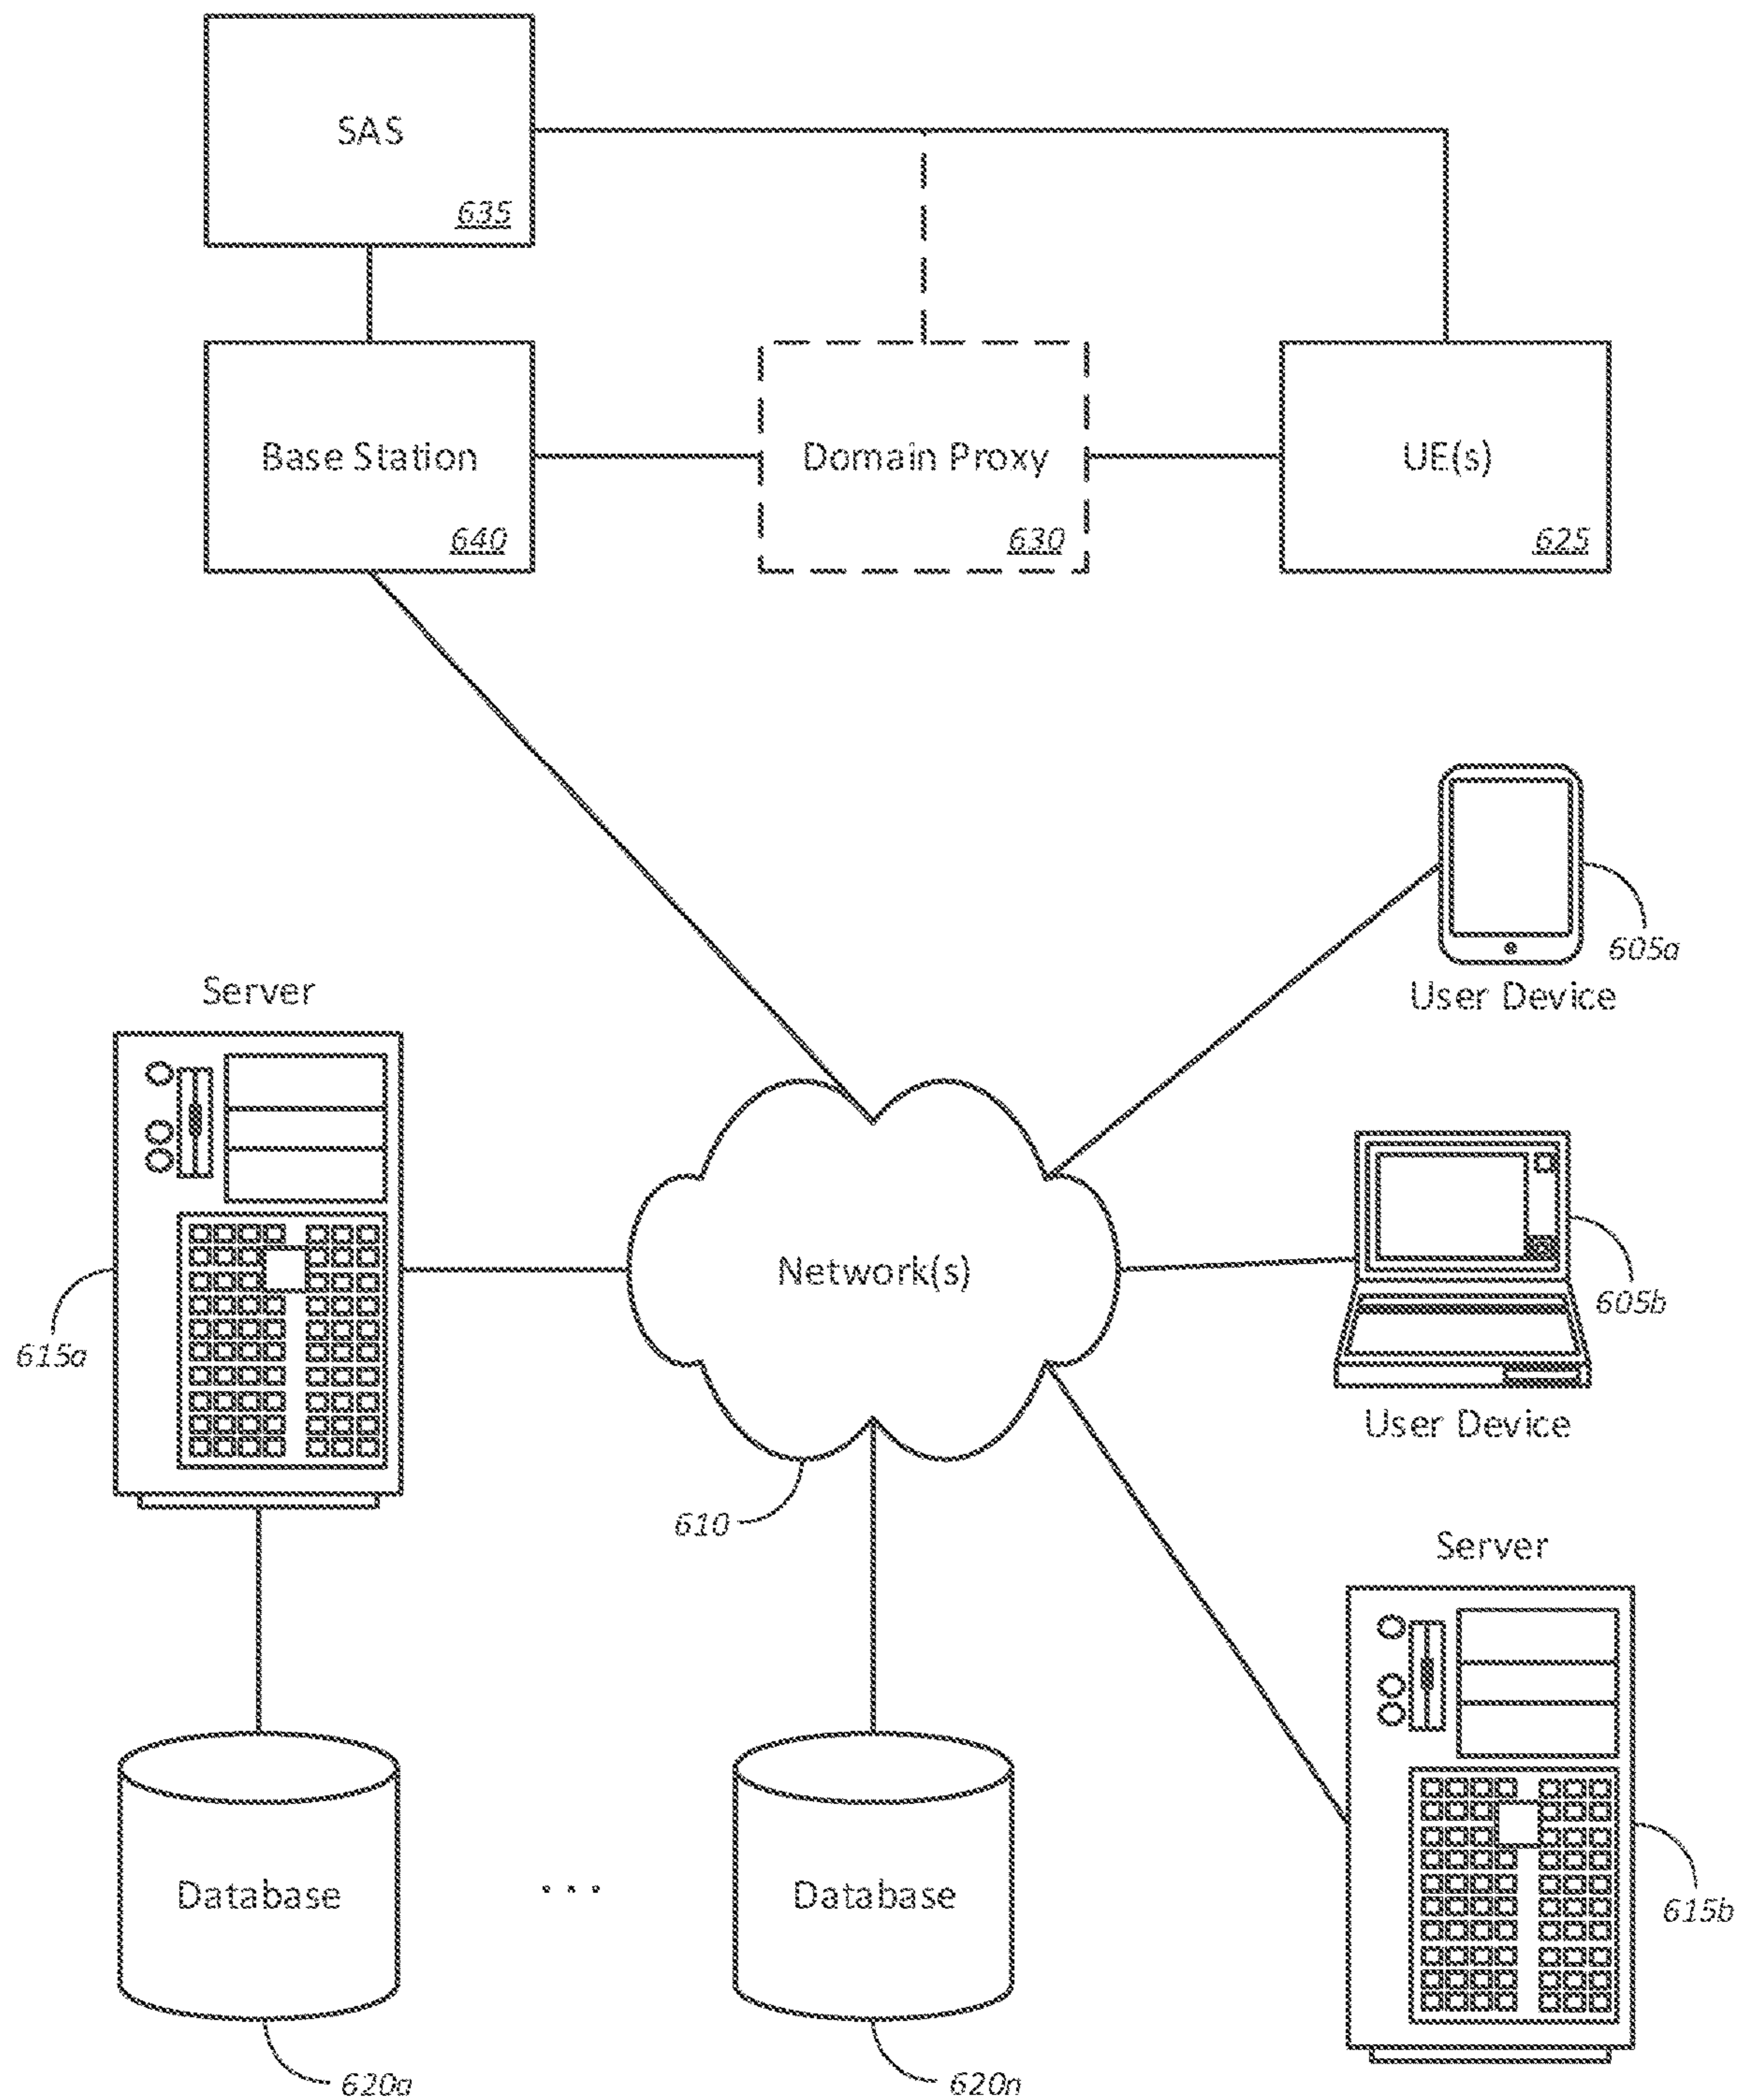 SAS
635
Base Station
640
Domain Proxy
630
UE(s)
625
605a
User Device
Server
615a
Network(s)
610
605b
User Device
Server
615b
Database
620a
...
Database
620n